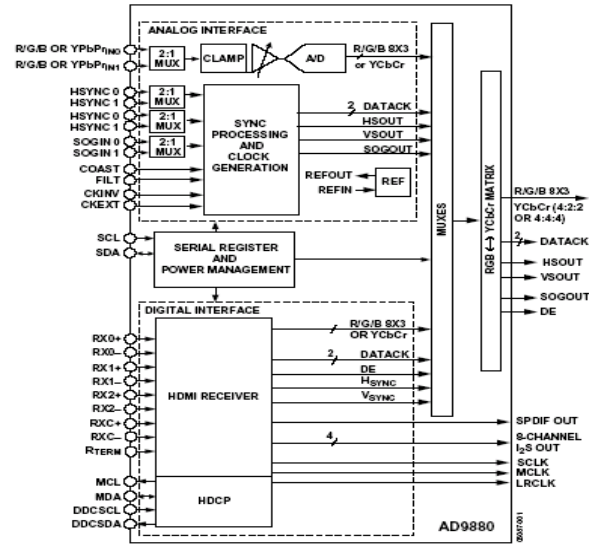 ANALOG INTERFACE
R/G/B OR YPbPrIN0
R/G/B OR YPbPrIN1
2:1
MUX
CLAMP
A/D
R/G/B 8X3
or YCbCr
HSYNC 0
HSYNC 1
HSYNC 0
HSYNC 1
SOGIN 0
SOGIN 1
2:1
MUX
2:1
MUX
2:1
MUX
COAST
FILT
CKINV
CKEXT
SYNC
PROCESSING
AND
CLOCK
GENERATION
2
DATACK
HSOUT
VSOUT
SOGOUT
REFOUT
REFIN
REF
SCL
SDA
SERIAL REGISTER
AND
POWER MANAGEMENT
MUXES
RGB ↔ YCbCr MATRIX
R/G/B 8X3
YCbCr (4:2:2
OR 4:4:4)
2
DATACK
HSOUT
VSOUT
SOGOUT
DE
DIGITAL INTERFACE
RX0+
RX0–
RX1+
RX1–
RX2+
RX2–
RXC+
RXC–
RTERM
HDMI RECEIVER
R/G/B 8X3
OR YCbCr
2
DATACK
DE
HSYNC
VSYNC
SPDIF OUT
4
8-CHANNEL
I2S OUT
SCLK
MCLK
LRCLK
MCL
MDA
DDCSCL
DDCSDA
HDCP
AD9880
05087-001